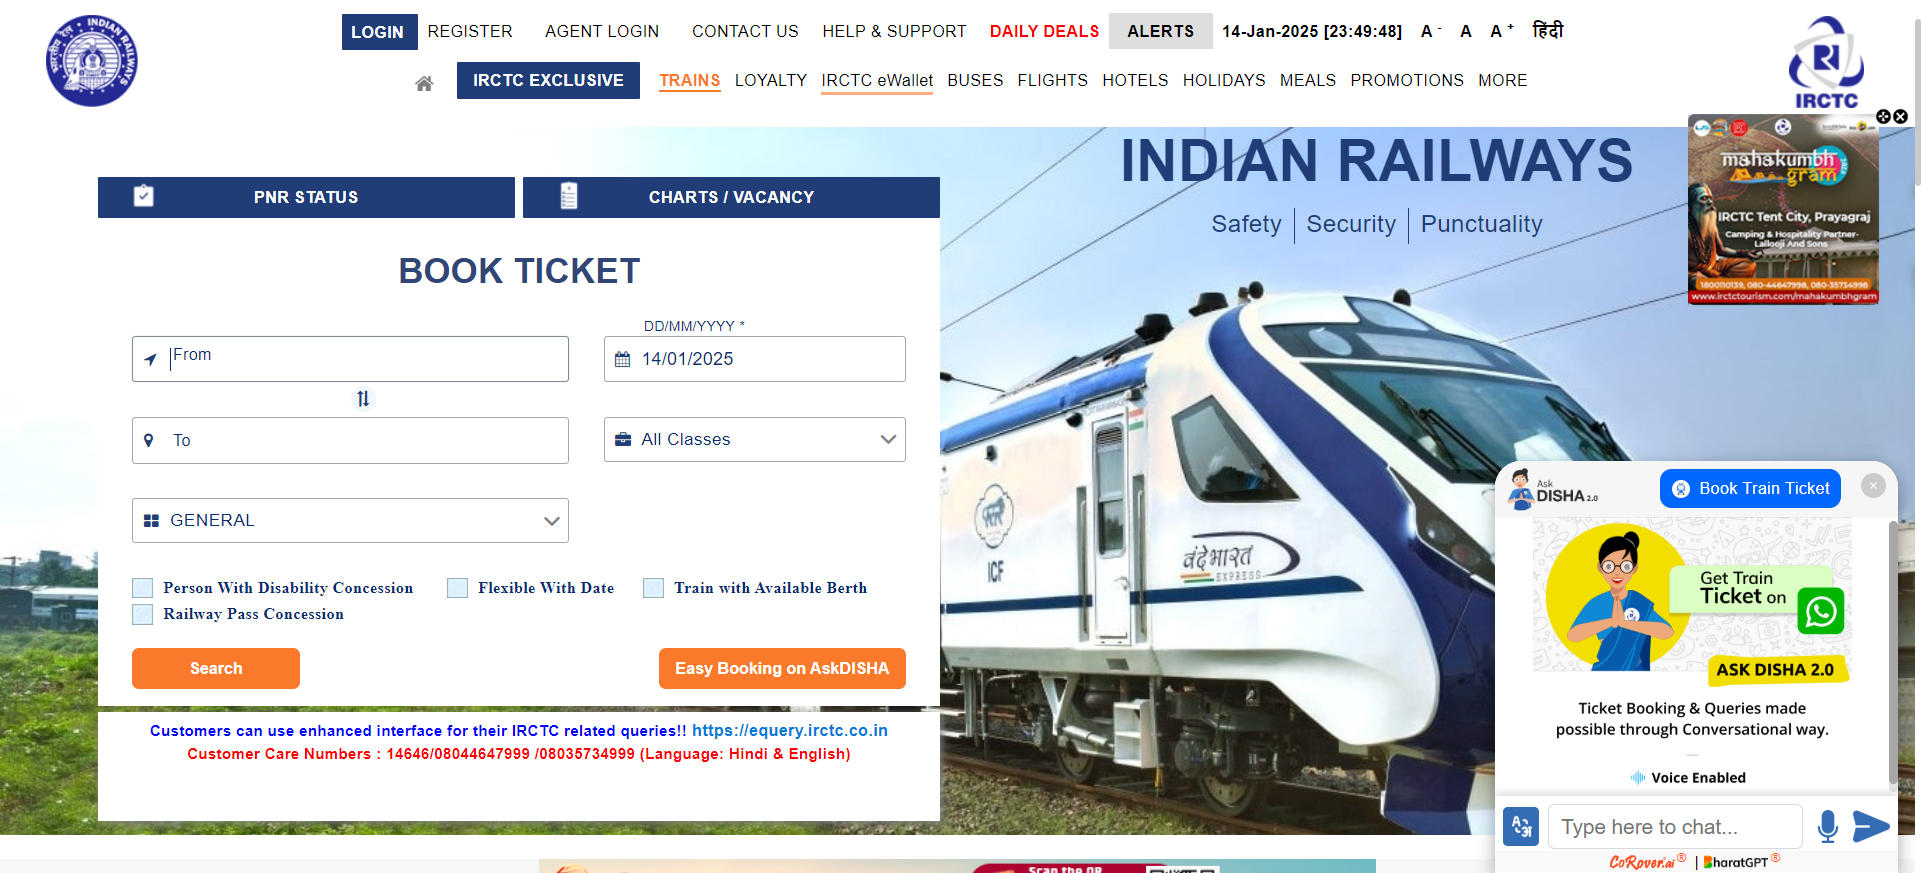 LOGIN REGISTER AGENT LOGIN CONTACT US HELP & SUPPORT DAILY DEALS ALERTS 14-Jan-2025 [23:49:48] A - A A + हिंदी
IRCTC EXCLUSIVE TRAINS LOYALTY IRCTC eWallet BUSES FLIGHTS HOTELS HOLIDAYS MEALS PROMOTIONS MORE
INDIAN RAILWAYS
भारतीय रेल
IRCTC
PNR STATUS
CHARTS / VACANCY
BOOK TICKET
From
DD/MM/YYYY *
14/01/2025
To
All Classes
GENERAL
Person With Disability Concession
Flexible With Date
Train with Available Berth
Railway Pass Concession
Search
Easy Booking on AskDISHA
Customers can use enhanced interface for their IRCTC related queries!! https://equery.irctc.co.in
Customer Care Numbers : 14646/08044647999 /08035734999 (Language: Hindi & English)
INDIAN RAILWAYS
Safety | Security | Punctuality
ICF
वंदे भारत
EXPRESS
mahakumbh
gram
IRCTC Tent City, Prayagraj
Camping & Hospitality Partner-
Lallooji And Sons
1800110139, 080-44647998, 080-35734998
www.irctctourism.com/mahakumbhgram
Ask
DISHA 2.0
Book Train Ticket
Get Train
Ticket on
ASK DISHA 2.0
Ticket Booking & Queries made
possible through Conversational way.
Voice Enabled
A अ
Type here to chat...
CoRover.ai ® | BharatGPT ®
Scan the QR